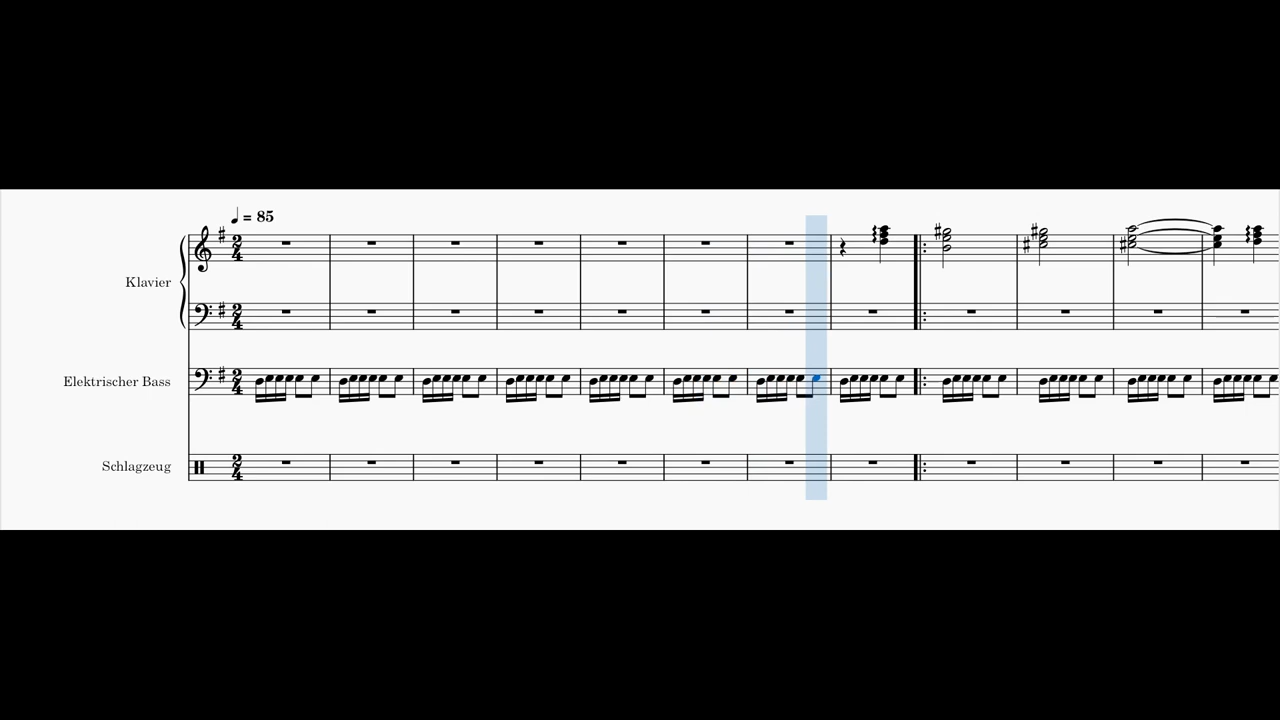 ♩ = 85
Klavier
Elektrischer Bass
Schlagzeug